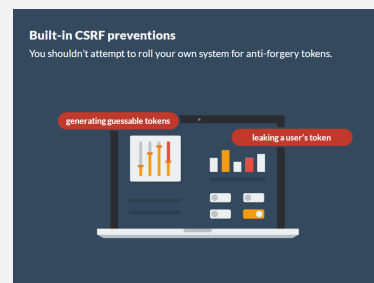 Built-in CSRF preventions
You shouldn't attempt to roll your own system for anti-forgery tokens.
generating guessable tokens
leaking a user's token